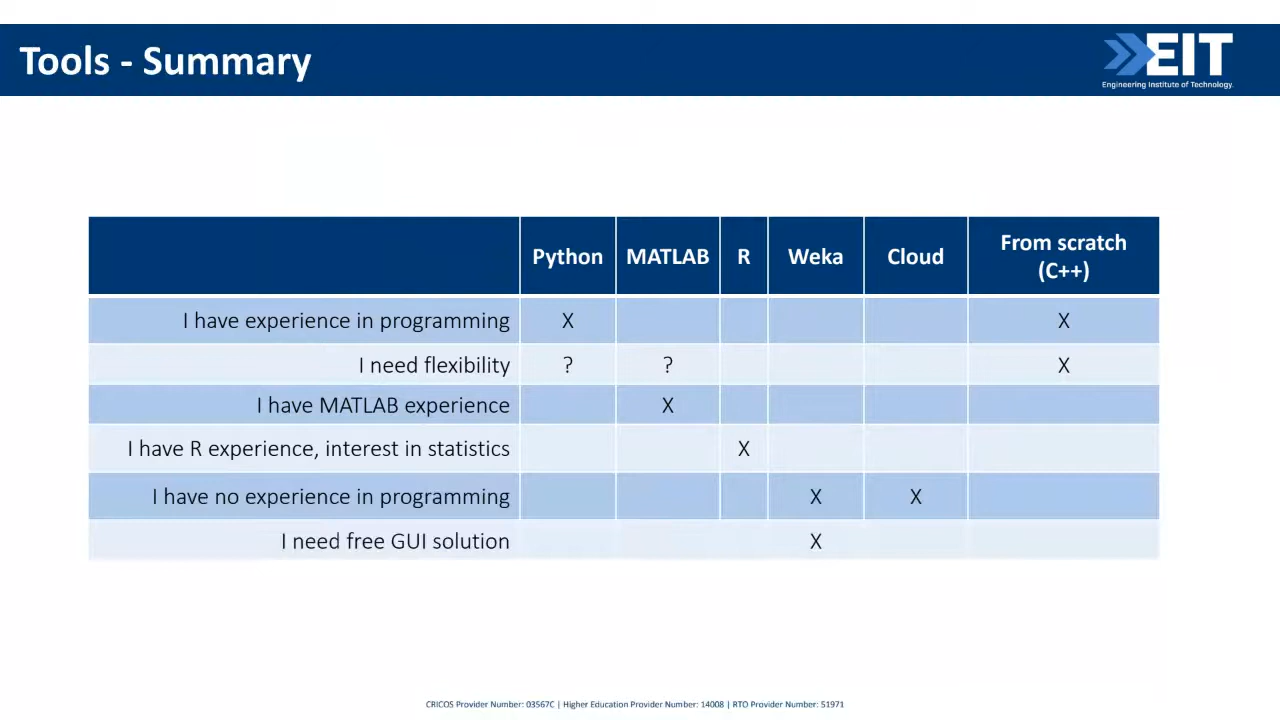 Tools - Summary
EIT
Engineering Institute of Technology.
Python MATLAB R Weka Cloud From scratch
(C++)
I have experience in programming X X
I need flexibility ? ? X
I have MATLAB experience X
I have R experience, interest in statistics X
I have no experience in programming X X
I need free GUI solution X
CRICOS Provider Number: 03567C | Higher Education Provider Number: 14008 | RTO Provider Number: 51971